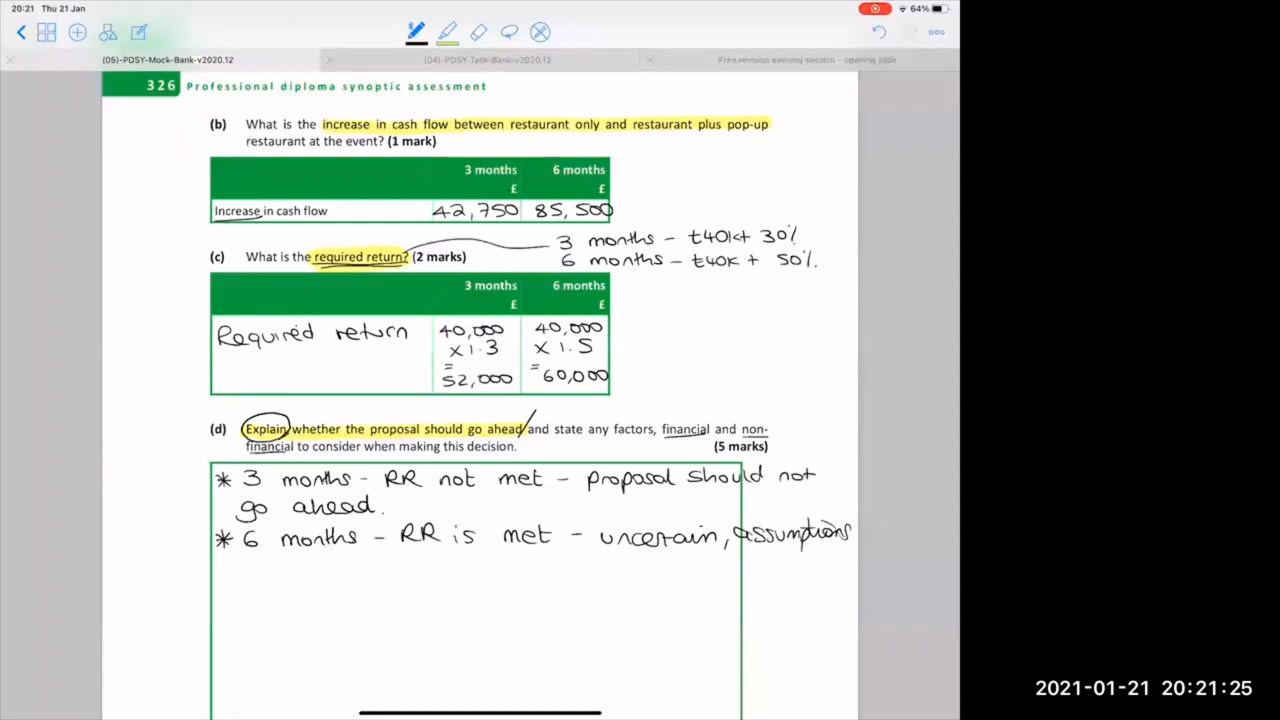 20:21 Thu 21 Jan
64%
(05)-PDSY-Mock-Bank-v2020.12
(04)-PDSY-Task-Bank-v2020.12
Free revision evening session - opening slide
326 Professional diploma synoptic assessment
(b) What is the increase in cash flow between restaurant only and restaurant plus pop-up
restaurant at the event? (1 mark)
3 months 6 months
£ £
Increase in cash flow 42,750 85,500
3 months - £40k+ 30%
(c) What is the required return? (2 marks)
6 months - £40k + 50%.
3 months 6 months
£ £
Required return 40,000 40,000
x 1.3 x 1.5
= =
52,000 60,000
(d) Explain whether the proposal should go ahead and state any factors, financial and non-
financial to consider when making this decision. (5 marks)
* 3 months - RR not met - proposal should not
go ahead.
* 6 months - RR is met - uncertain, assumptions
2021-01-21 20:21:25